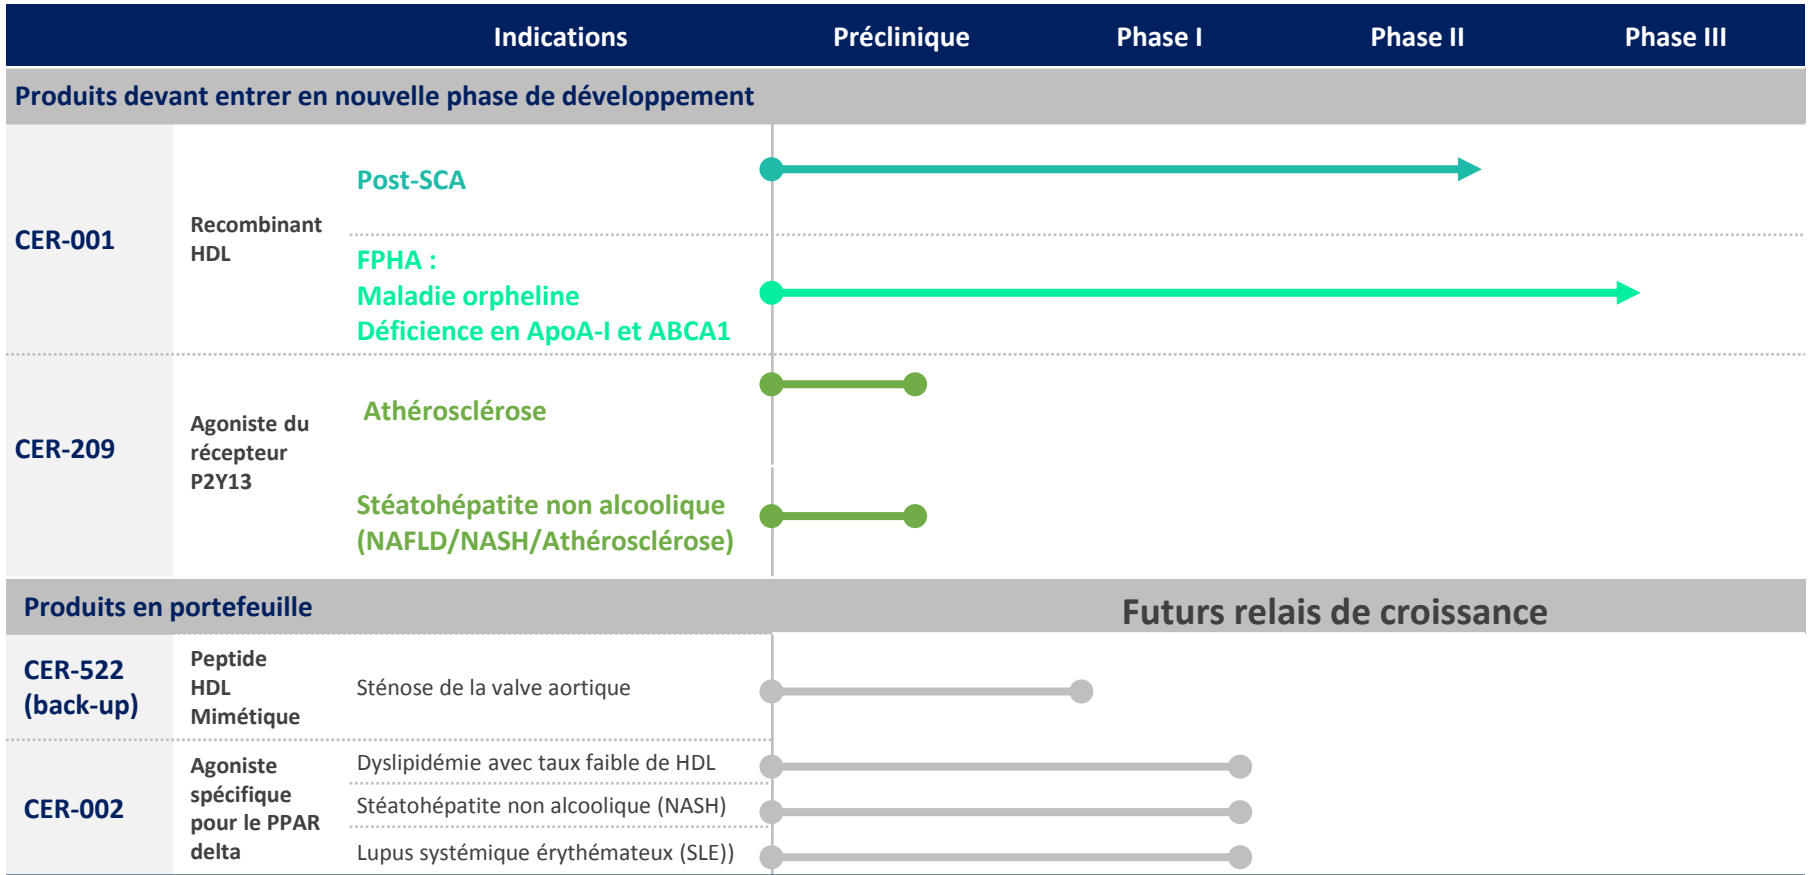 Indications Préclinique Phase I Phase II Phase III
Produits devant entrer en nouvelle phase de développement
CER-001
Recombinant
HDL
Post-SCA
FPHA :
Maladie orpheline
Déficience en ApoA-I et ABCA1
CER-209
Agoniste du
récepteur
P2Y13
Athérosclérose
Stéatohépatite non alcoolique
(NAFLD/NASH/Athérosclérose)
Produits en portefeuille
Futurs relais de croissance
CER-522
(back-up)
Peptide
HDL
Mimétique
Sténose de la valve aortique
CER-002
Agoniste
spécifique
pour le PPAR
delta
Dyslipidémie avec taux faible de HDL
Stéatohépatite non alcoolique (NASH)
Lupus systémique érythémateux (SLE))